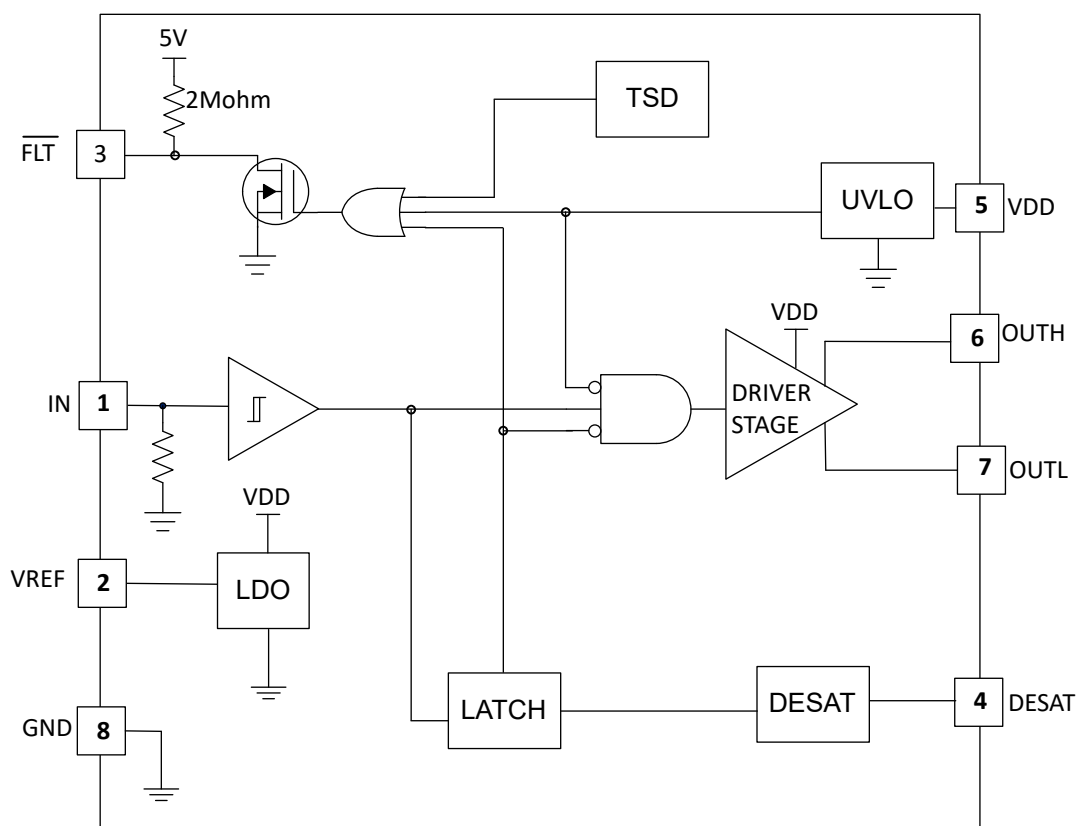 5V
2Mohm
TSD
FLT
3
UVLO
5
VDD
VDD
6
OUTH
IN
1
DRIVER
STAGE
7
OUTL
VDD
VREF
2
LDO
LATCH
DESAT
4
DESAT
GND
8